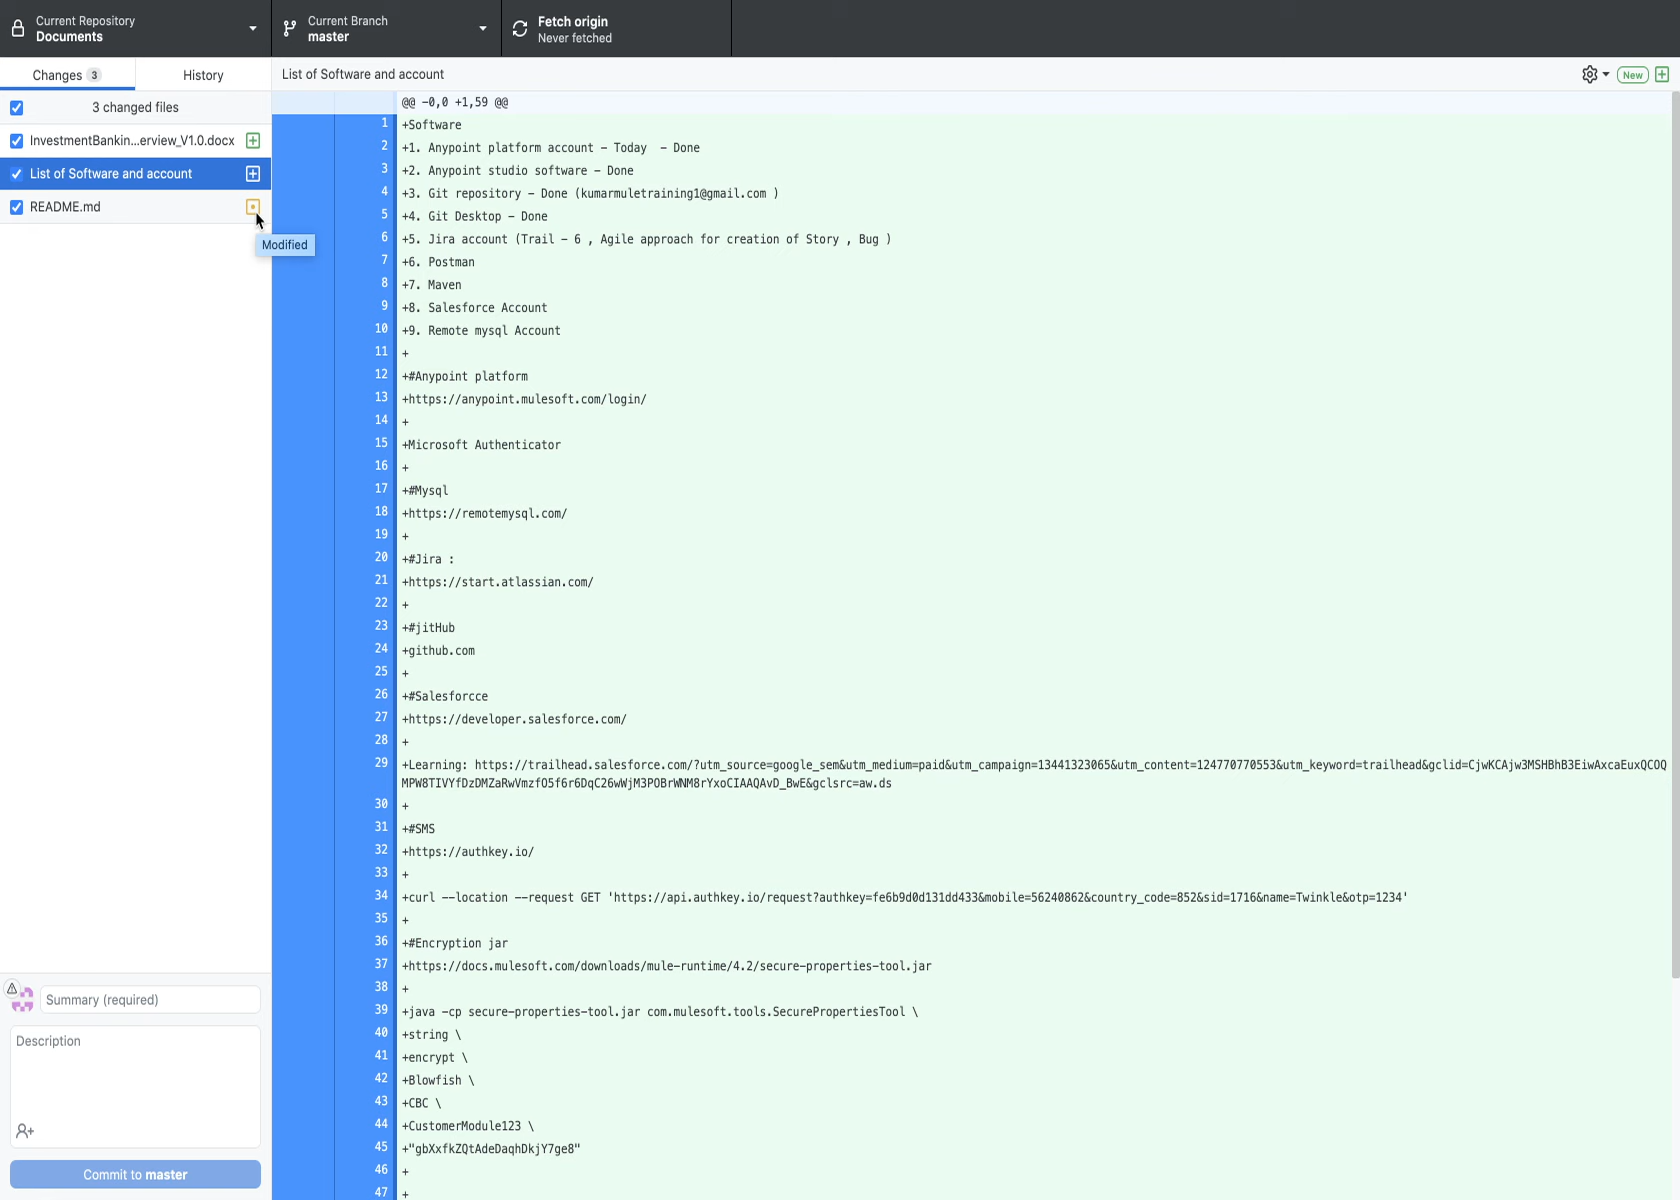 Current Repository
Documents
Current Branch
master
Fetch origin
Never fetched
Changes 3
History
List of Software and account
New
3 changed files
InvestmentBankin...erview_V1.0.docx
List of Software and account
README.md
Modified
@@ -0,0 +1,59 @@
1 +Software
2 +1. Anypoint platform account - Today  - Done
3 +2. Anypoint studio software - Done
4 +3. Git repository - Done (kumarmuletraining1@gmail.com )
5 +4. Git Desktop - Done
6 +5. Jira account (Trail - 6 , Agile approach for creation of Story , Bug )
7 +6. Postman
8 +7. Maven
9 +8. Salesforce Account
10 +9. Remote mysql Account
11 +
12 +#Anypoint platform
13 +https://anypoint.mulesoft.com/login/
14 +
15 +Microsoft Authenticator
16 +
17 +#Mysql
18 +https://remotemysql.com/
19 +
20 +#Jira :
21 +https://start.atlassian.com/
22 +
23 +#jitHub
24 +github.com
25 +
26 +#Salesforcce
27 +https://developer.salesforce.com/
28 +
29 +Learning: https://trailhead.salesforce.com/?utm_source=google_sem&utm_medium=paid&utm_campaign=13441323065&utm_content=124770770553&utm_keyword=trailhead&gclid=CjwKCAjw3MSHBhB3EiwAxcaEuxQCOQ
MPW8TIVYfDzDMZaRwVmzfO5f6r6DqC26wWjM3POBrWNM8rYxoCIAAQAvD_BwE&gclsrc=aw.ds
30 +
31 +#SMS
32 +https://authkey.io/
33 +
34 +curl --location --request GET 'https://api.authkey.io/request?authkey=fe6b9d0d131dd433&mobile=56240862&country_code=852&sid=1716&name=Twinkle&otp=1234'
35 +
36 +#Encryption jar
37 +https://docs.mulesoft.com/downloads/mule-runtime/4.2/secure-properties-tool.jar
38 +
39 +java -cp secure-properties-tool.jar com.mulesoft.tools.SecurePropertiesTool \
40 +string \
41 +encrypt \
42 +Blowfish \
43 +CBC \
44 +CustomerModule123 \
45 +"gbXxfkZQtAdeDaqhDkjY7ge8"
46 +
47 +
Summary (required)
Description
Commit to master